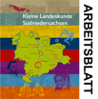 Kleine Landeskunde
Südniedersachsen
ARBEITSBLATT